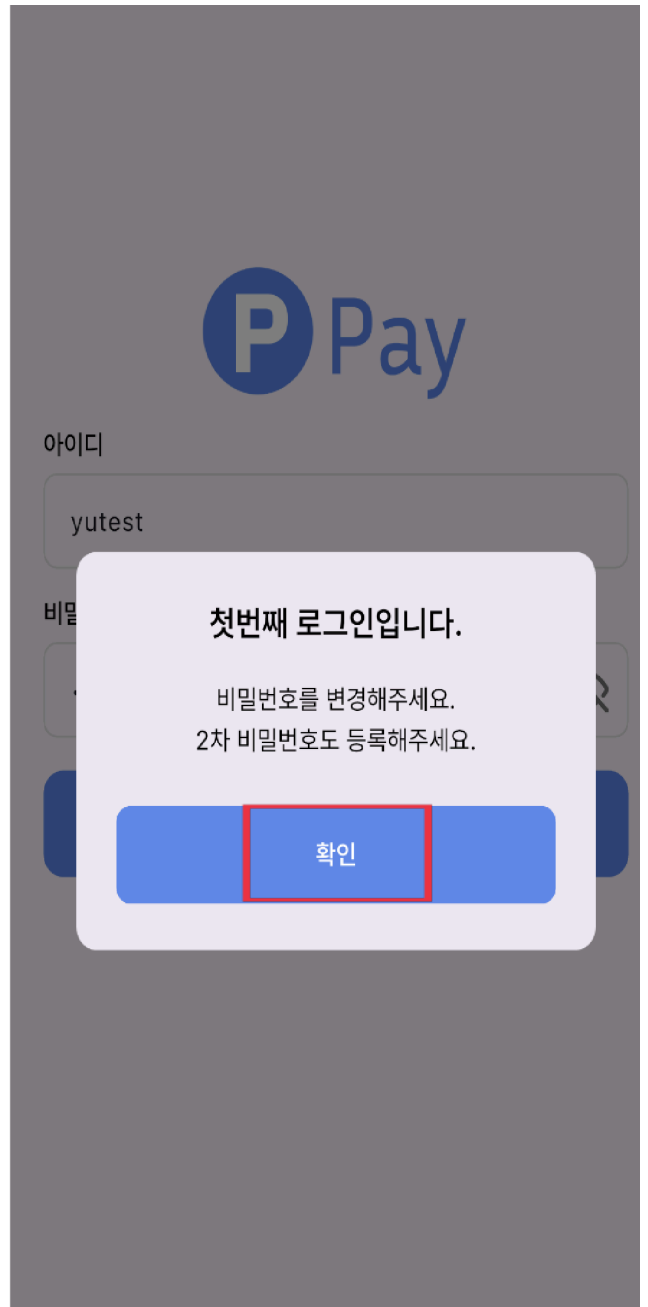 P Pay
아이디
yutest
첫번째 로그인입니다.
비밀번호를 변경해주세요.
2차 비밀번호도 등록해주세요.
확인